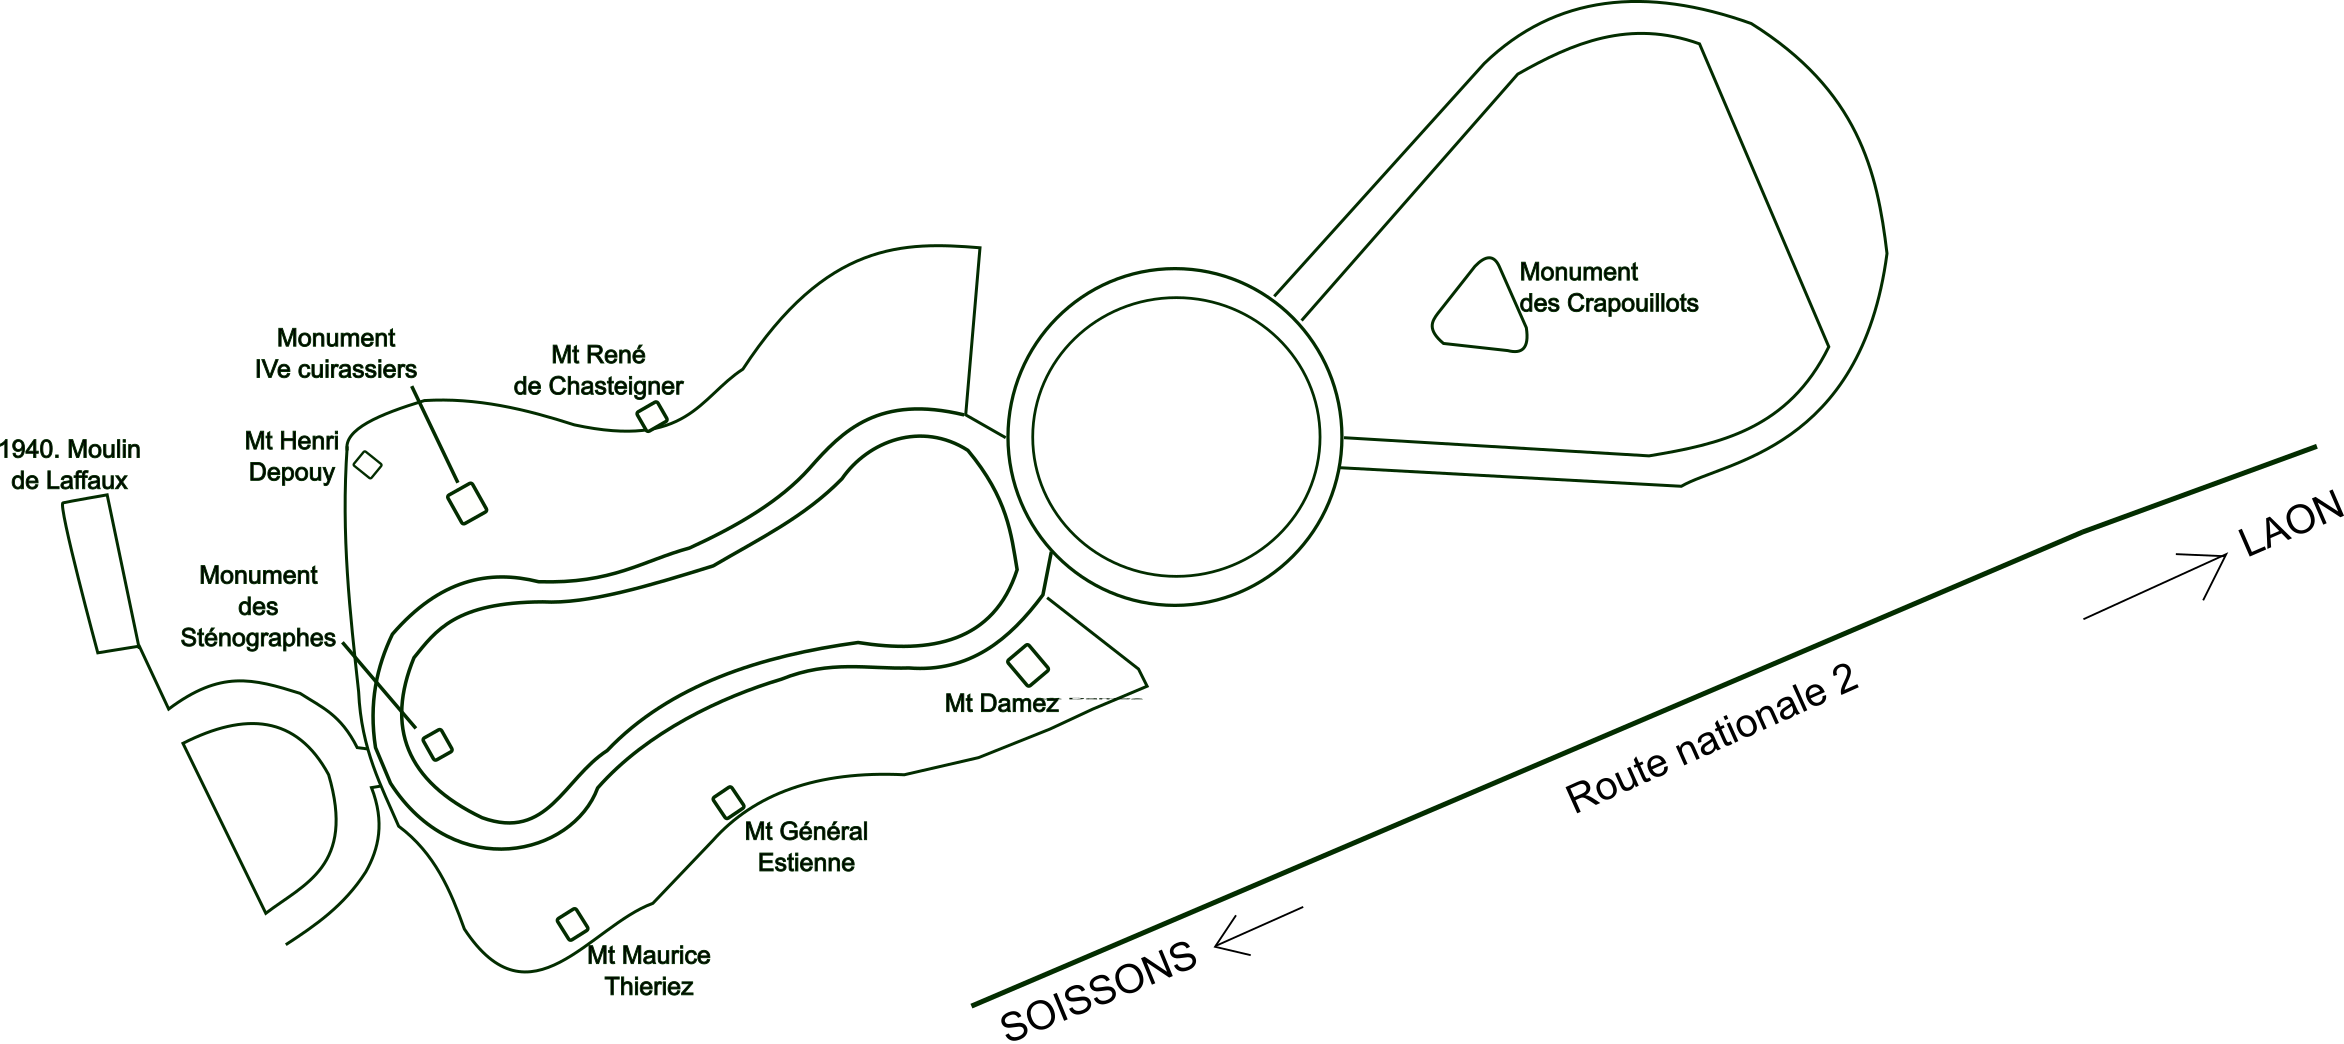 Monument
des Crapouillots
Monument
IVe cuirassiers
Mt René
de Chasteigner
Mt Henri
Depouy
1940. Moulin
de Laffaux
Monument
des
Sténographes
Mt Damez
Mt Général
Estienne
Mt Maurice
Thieriez
LAON
Route nationale 2
SOISSONS